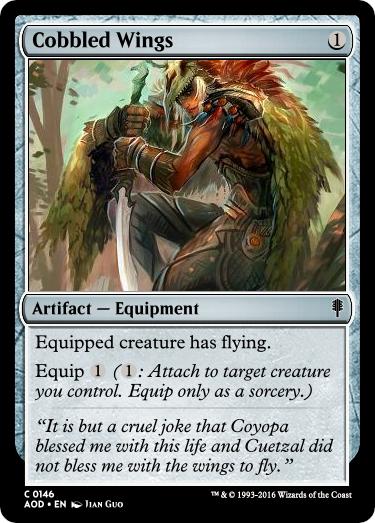 Cobbled Wings 1
Artifact — Equipment
Equipped creature has flying.
Equip 1 (1: Attach to target creature
you control. Equip only as a sorcery.)
“It is but a cruel joke that Coyopa
blessed me with this life and Cuetzal did
not bless me with the wings to fly.”
C 0146
AOD • EN Jian Guo
™ & © 1993-2016 Wizards of the Coast